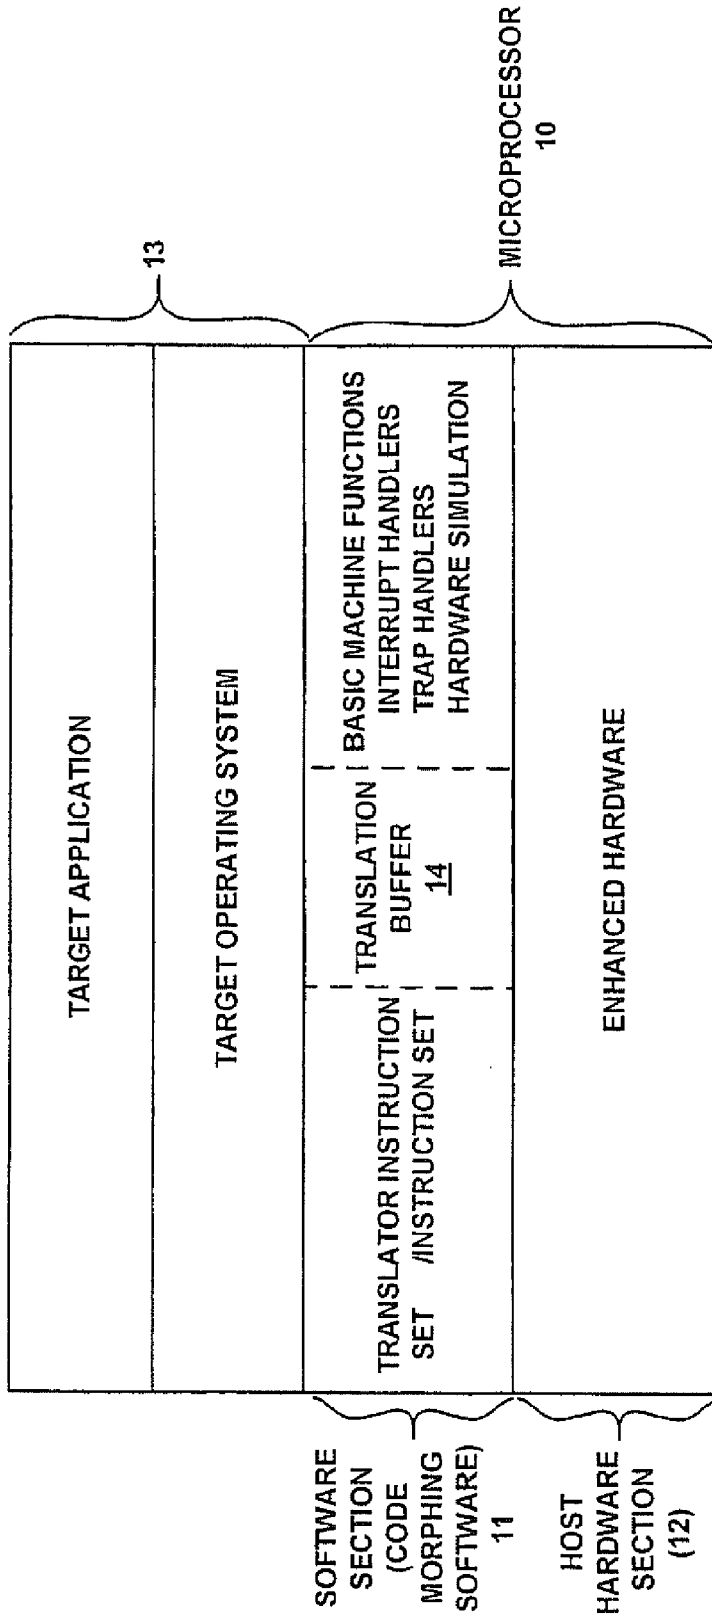 TARGET APPLICATION
13
TARGET OPERATING SYSTEM
SOFTWARE
SECTION
(CODE
MORPHING
SOFTWARE)
11
TRANSLATOR INSTRUCTION
SET /INSTRUCTION SET
TRANSLATION
BUFFER
14
BASIC MACHINE FUNCTIONS
INTERRUPT HANDLERS
TRAP HANDLERS
HARDWARE SIMULATION
MICROPROCESSOR
10
HOST
HARDWARE
SECTION
(12)
ENHANCED HARDWARE